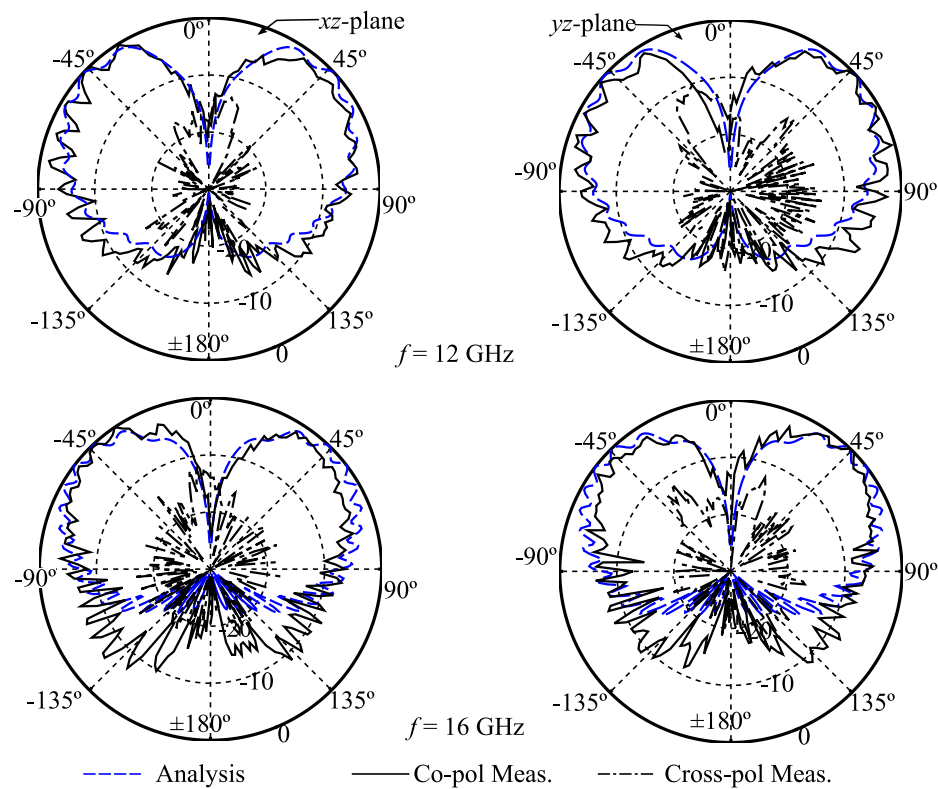 xz-plane
0º
-45º
45º
-90º
90º
-20
-10
-135º
135º
±180º
0
yz-plane
0º
-45º
45º
-90º
90º
-20
-10
-135º
135º
±180º
0
f = 12 GHz
0º
-45º
45º
-90º
90º
-20
-10
-135º
135º
±180º
0
0º
-45º
45º
-90º
90º
-20
-10
-135º
135º
±180º
0
f = 16 GHz
Analysis
Co-pol Meas.
Cross-pol Meas.